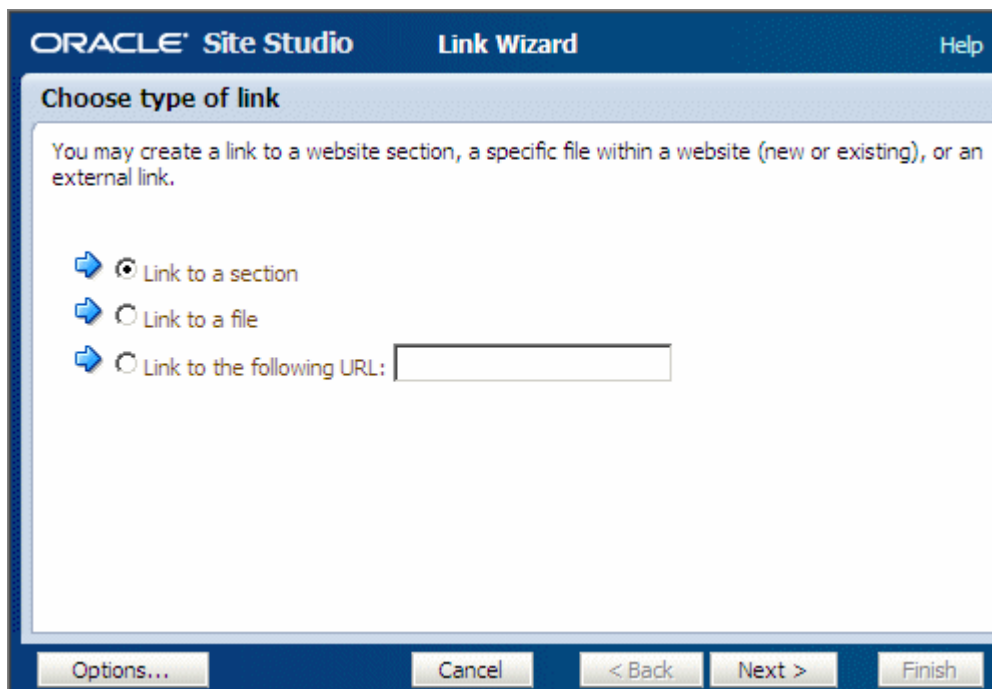 ORACLE Site Studio Link Wizard Help
Choose type of link
You may create a link to a website section, a specific file within a website (new or existing), or an
external link.
Link to a section
Link to a file
Link to the following URL:
Options... Cancel < Back Next > Finish